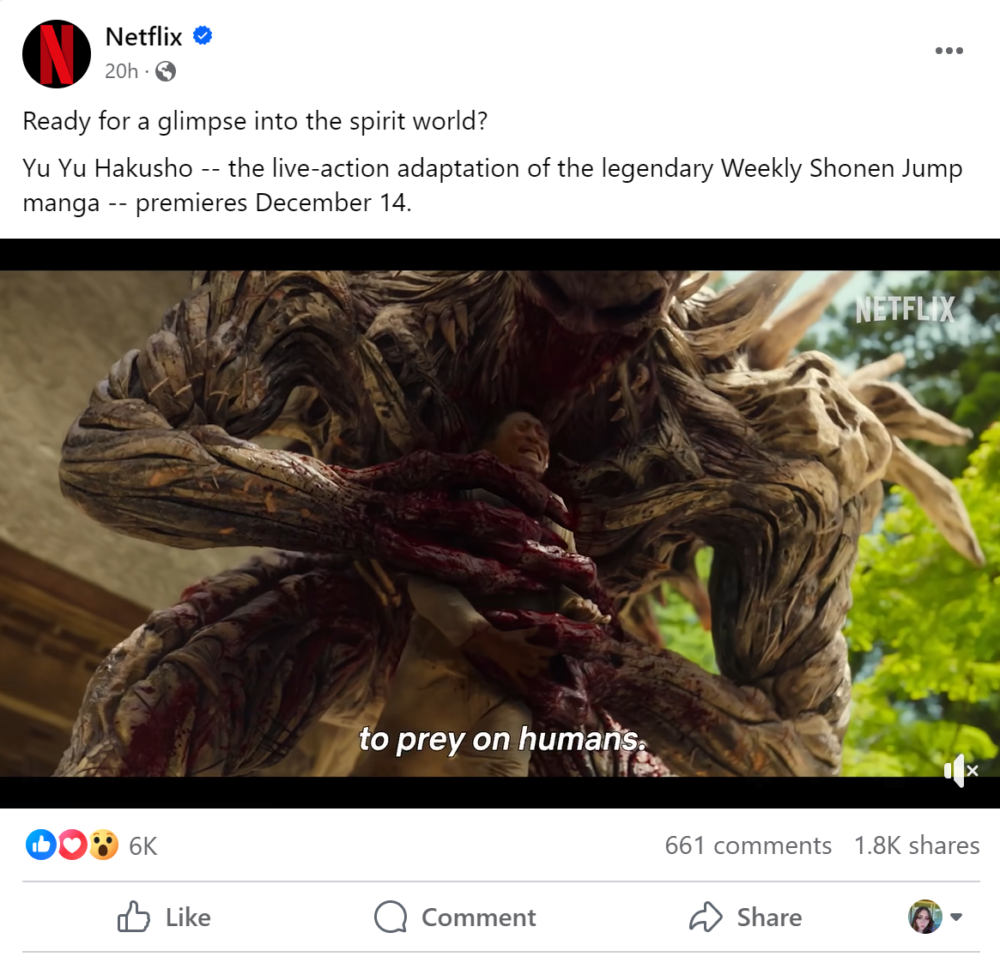 Netflix
20h ·
Ready for a glimpse into the spirit world?
Yu Yu Hakusho -- the live-action adaptation of the legendary Weekly Shonen Jump
manga -- premieres December 14.
NETFLIX
to prey on humans.
6K
661 comments 1.8K shares
Like Comment Share